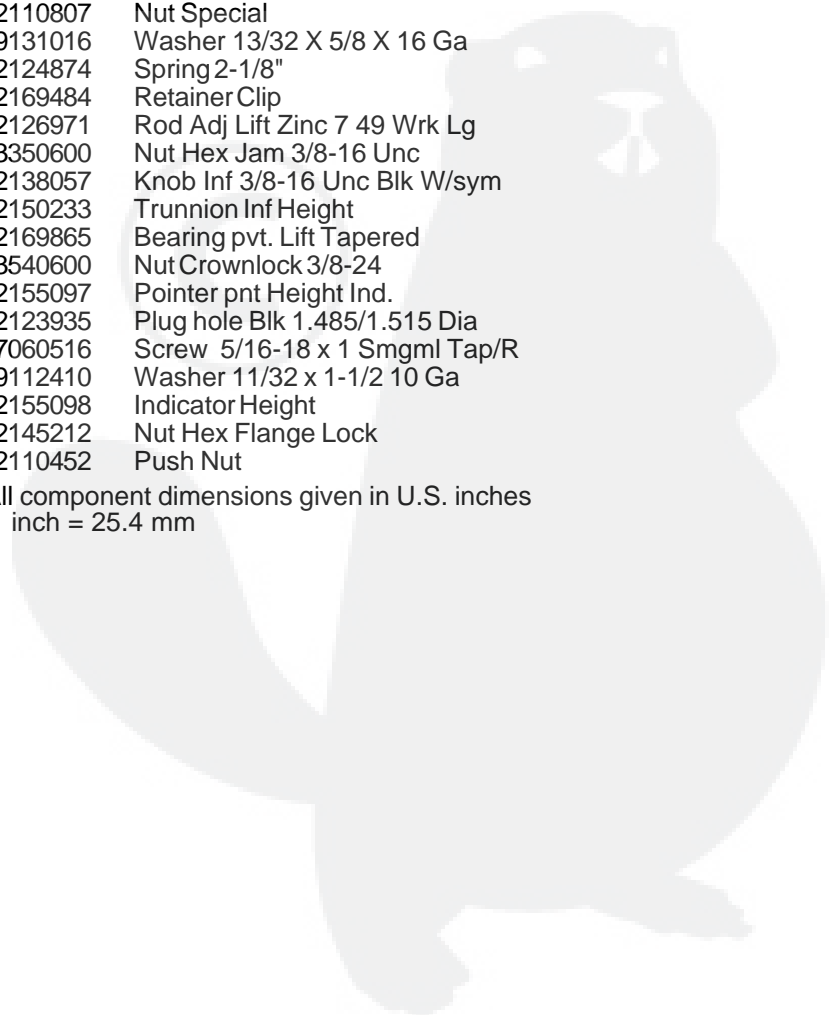 2110807 Nut Special
9131016 Washer 13/32 X 5/8 X 16 Ga
2124874 Spring 2-1/8"
2169484 Retainer Clip
2126971 Rod Adj Lift Zinc 7 49 Wrk Lg
3350600 Nut Hex Jam 3/8-16 Unc
2138057 Knob Inf 3/8-16 Unc Blk W/sym
2150233 Trunnion Inf Height
2169865 Bearing pvt. Lift Tapered
3540600 Nut Crownlock 3/8-24
2155097 Pointer pnt Height Ind.
2123935 Plug hole Blk 1.485/1.515 Dia
7060516 Screw 5/16-18 x 1 Smgml Tap/R
9112410 Washer 11/32 x 1-1/2 10 Ga
2155098 Indicator Height
2145212 Nut Hex Flange Lock
2110452 Push Nut
ll component dimensions given in U.S. inches
inch = 25.4 mm